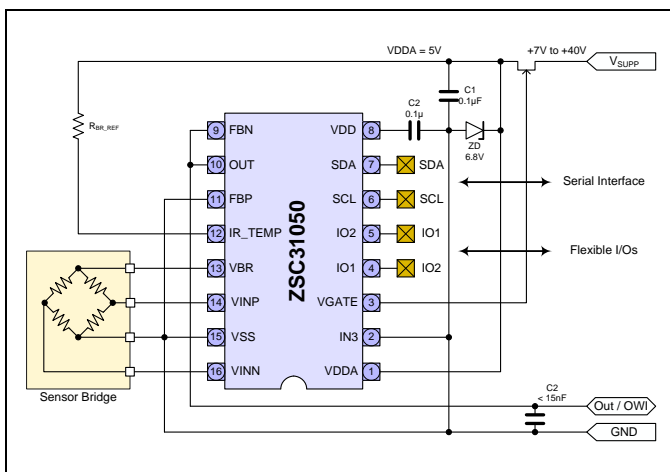 VDDA = 5V
+7V to +40V
VSUPP
C1
0.1µF
C2
0.1µ
RBR_REF
ZD
6.8V
ZSC31050
9 FBN
VDD 8
10 OUT
SDA 7 SDA
11 FBP
SCL 6 SCL
12 IR_TEMP
IO2 5 IO1
13 VBR
IO1 4 IO2
14 VINP
VGATE 3
15 VSS
IN3 2
16 VINN
VDDA 1
Serial Interface
Flexible I/Os
Sensor Bridge
C2
< 15nF
Out / OWI
GND